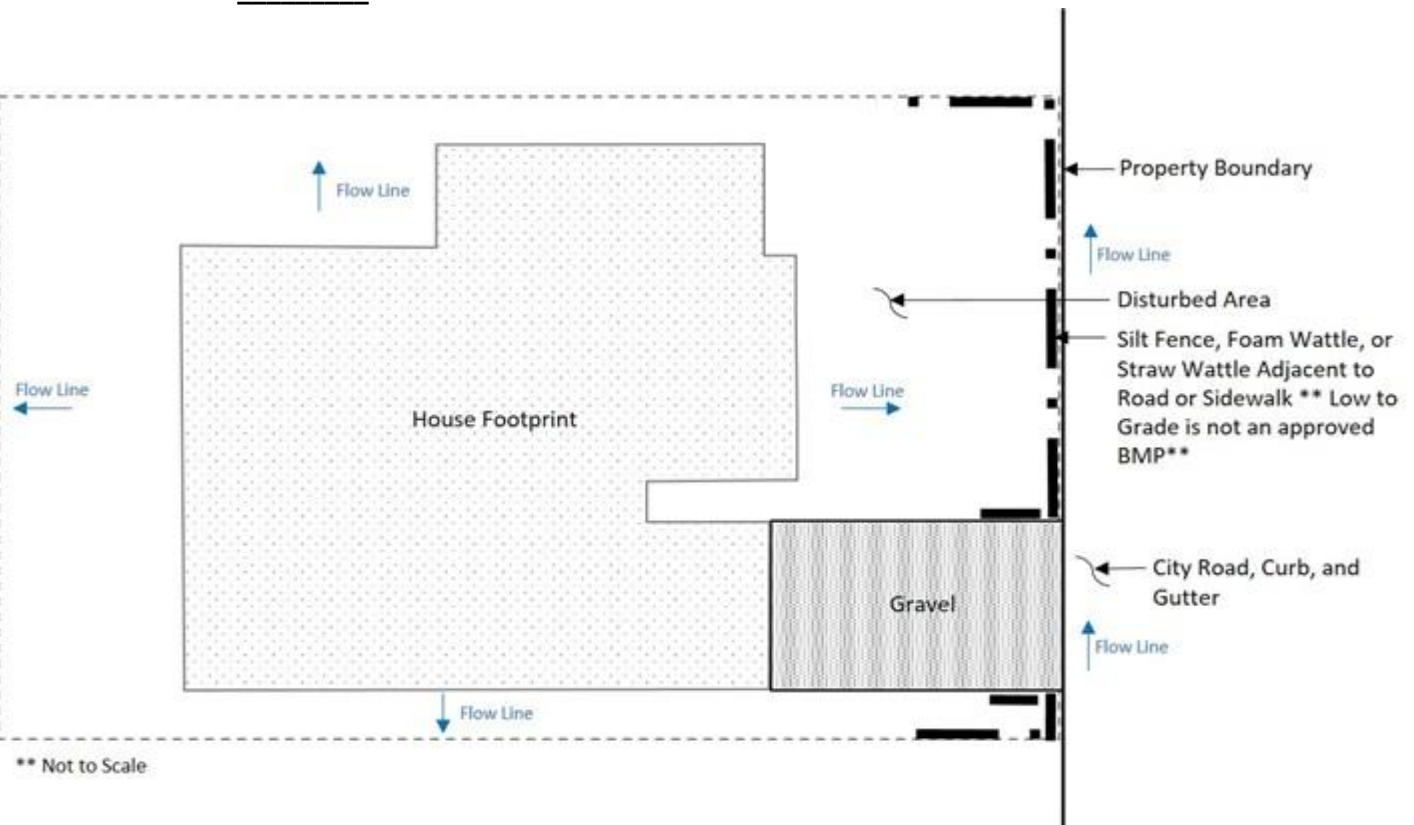 Property Boundary
Flow Line
Flow Line
Disturbed Area
Silt Fence, Foam Wattle, or
Straw Wattle Adjacent to
Road or Sidewalk ** Low to
Grade is not an approved
BMP**
Flow Line
Flow Line
House Footprint
City Road, Curb, and
Gutter
Gravel
Flow Line
Flow Line
** Not to Scale